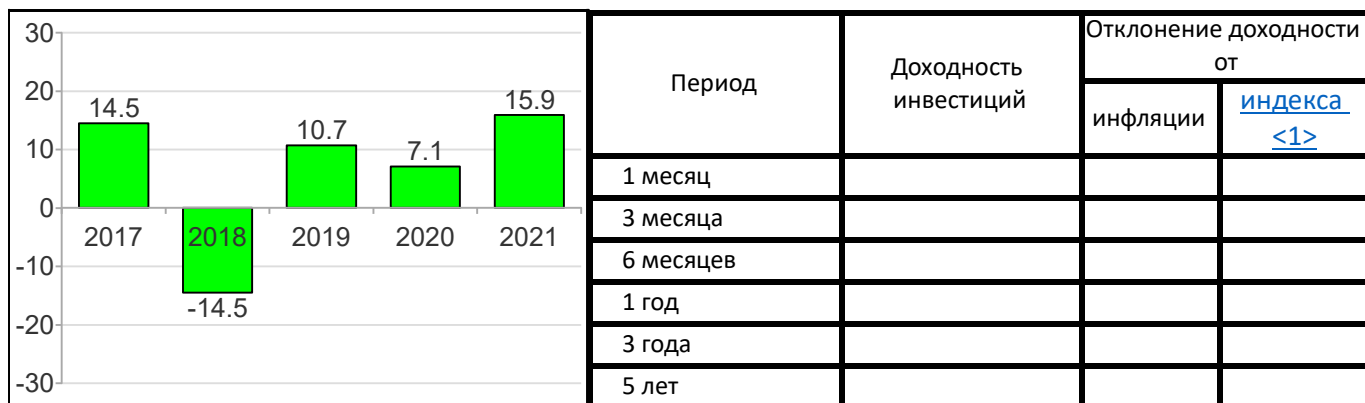 30
20
10
0
-10
-20
-30
14.5
-14.5
10.7
7.1
15.9
2017
2018
2019
2020
2021
Период
Доходность
инвестиций
Отклонение доходности
от
инфляции
индекса
<1>
1 месяц
3 месяца
6 месяцев
1 год
3 года
5 лет